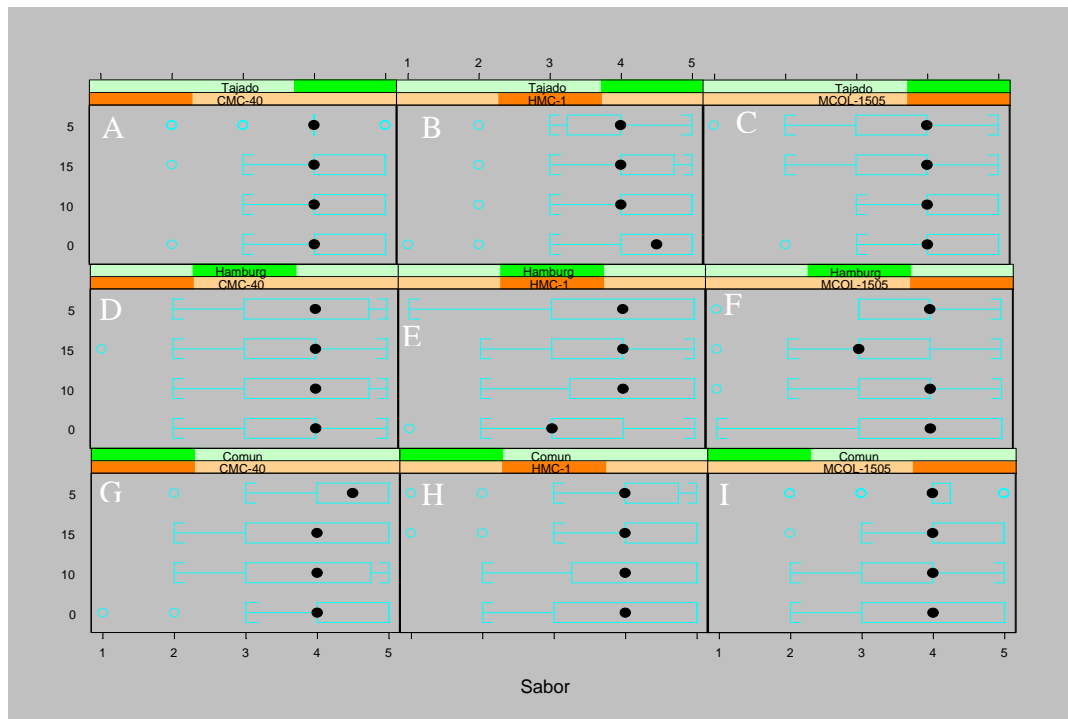 1 2 3 4 5
Tajado Tajado Tajado
CMC-40 HMC-1 MCOL-1505
5 A B C
15
10
0
Hamburg Hamburg Hamburg
CMC-40 HMC-1 MCOL-1505
5 D F
15 E
10
0
Comun Comun Comun
CMC-40 HMC-1 MCOL-1505
5 G H I
15
10
0
1 2 3 4 5 1 2 3 4 5
Sabor